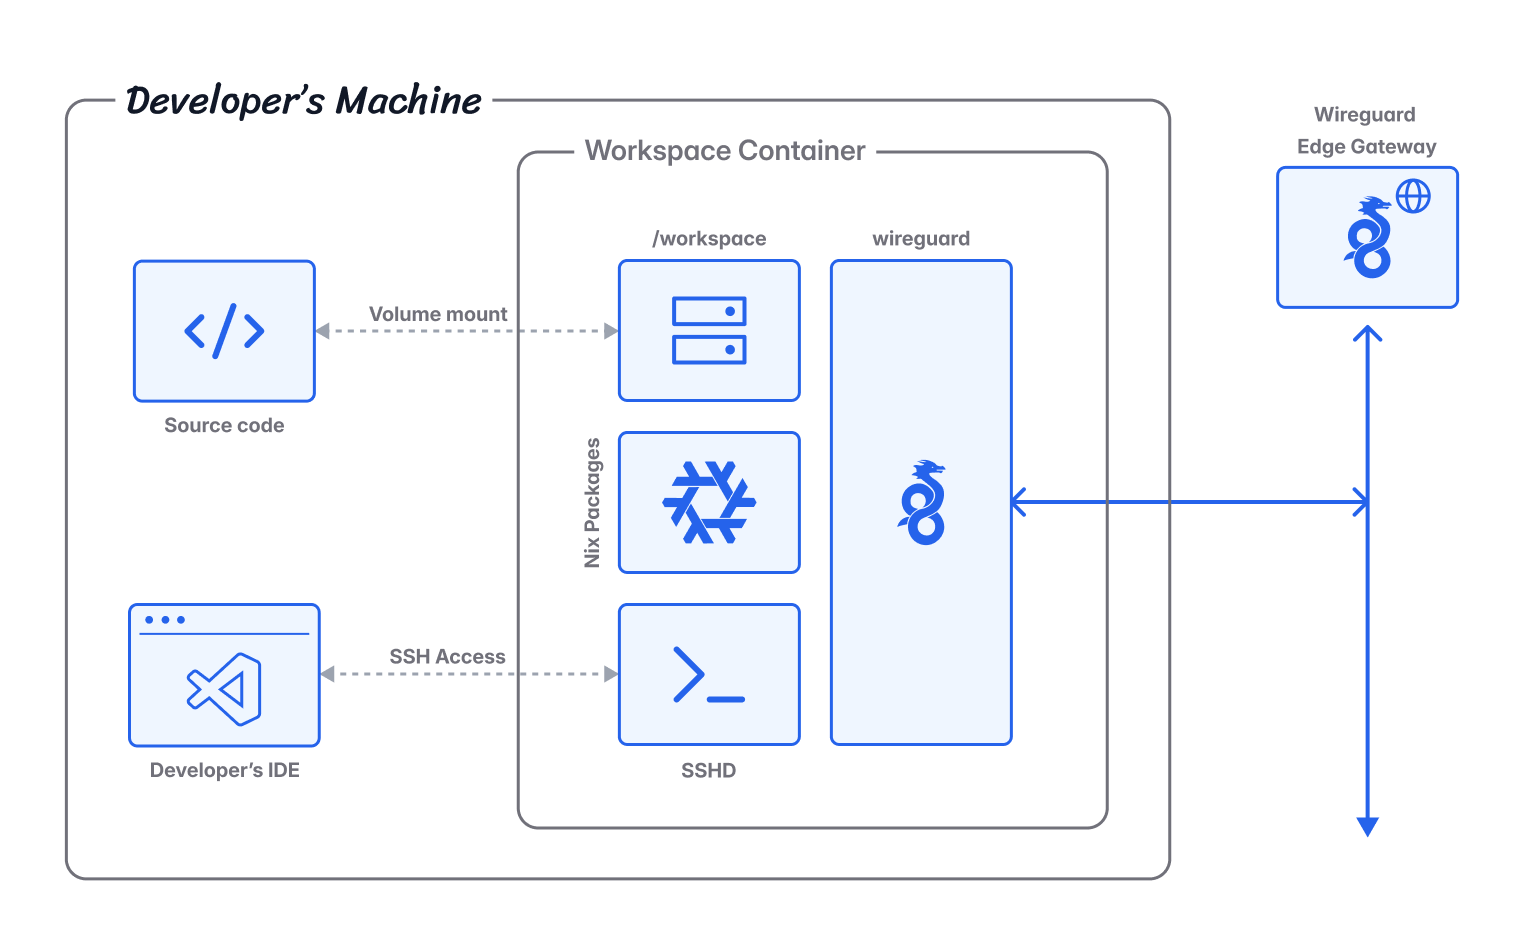 Developer’s Machine
Wireguard
Edge Gateway
Workspace Container
/workspace
wireguard
Volume mount
Source code
Nix Packages
SSH Access
Developer’s IDE
SSHD